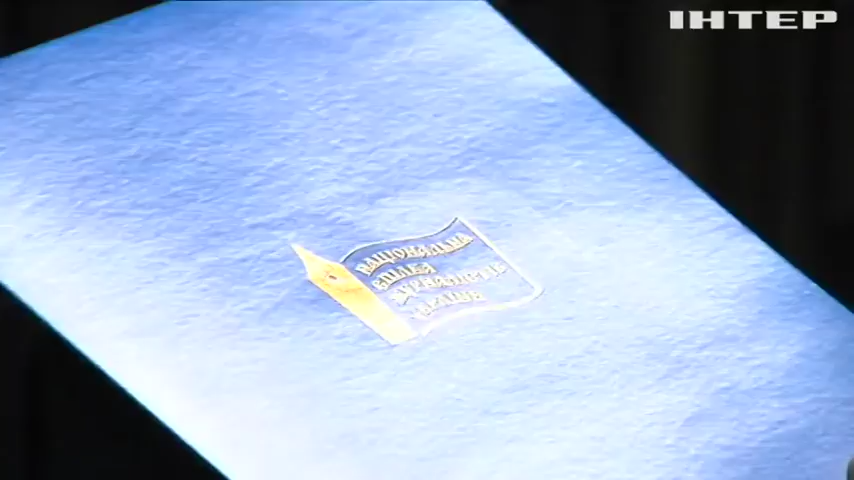 ІНТЕР
НАЦІОНАЛЬНА
СПІЛКА
ЖУРНАЛІСТІВ
УКРАЇНИ